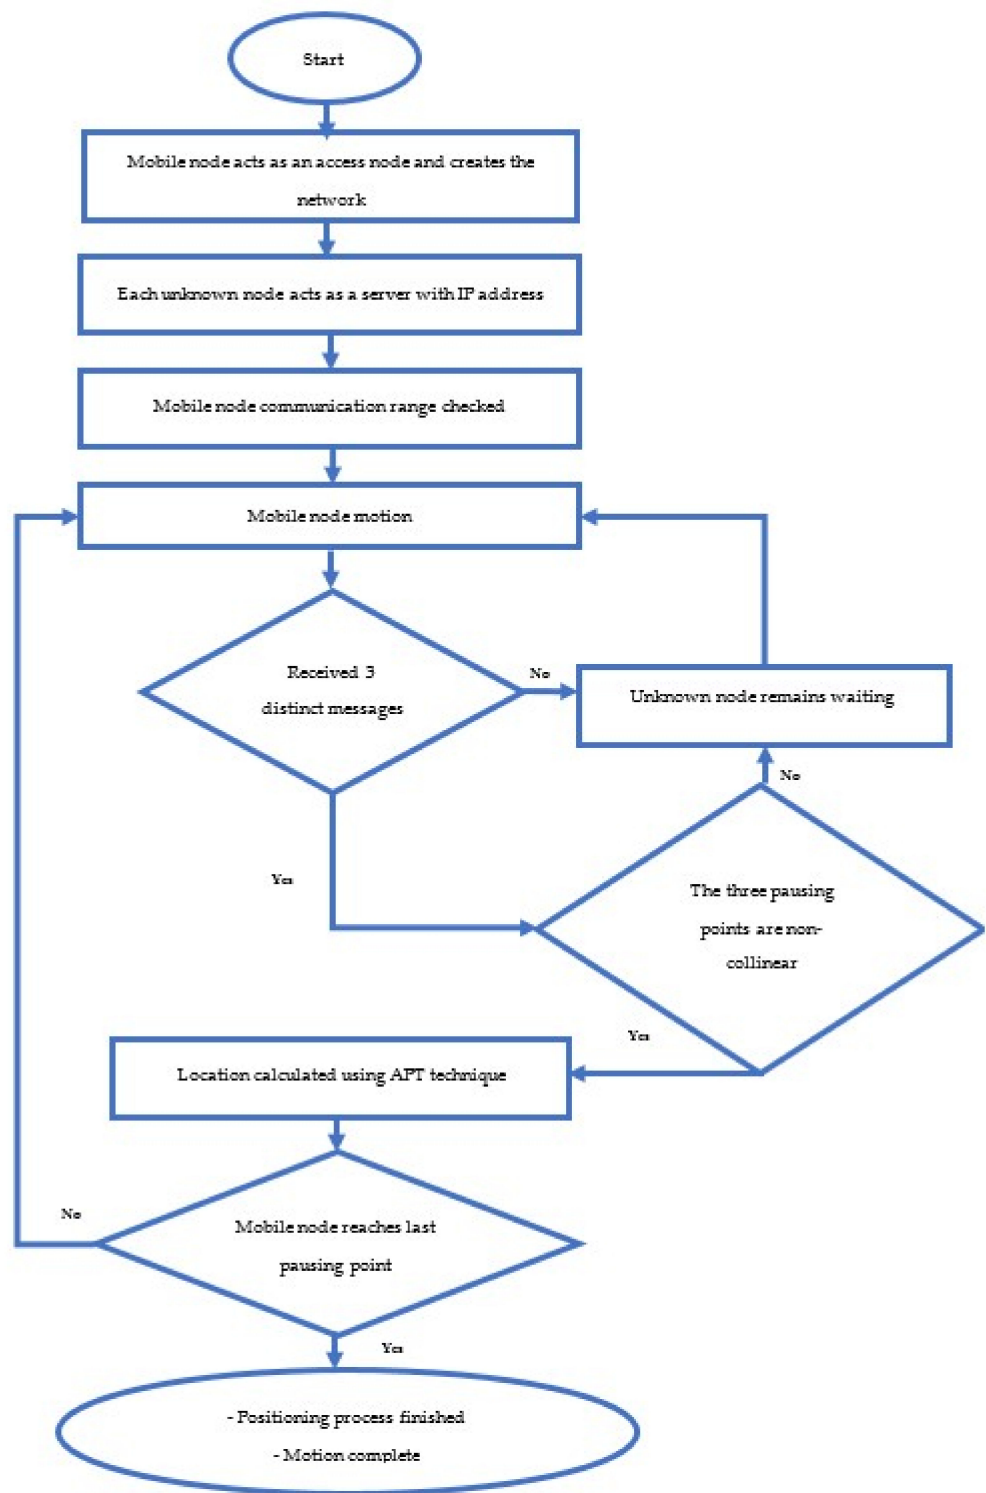 Start
Mobile node acts as an access node and creates the
network
Each unknown node acts as a server with IP address
Mobile node communication range checked
Mobile node motion
Received 3
distinct messages
No
Unknown node remains waiting
No
Yes
The three pausing
points are non-
collinear
Yes
Location calculated using APT technique
No
Mobile node reaches last
pausing point
Yes
- Positioning process finished
- Motion complete